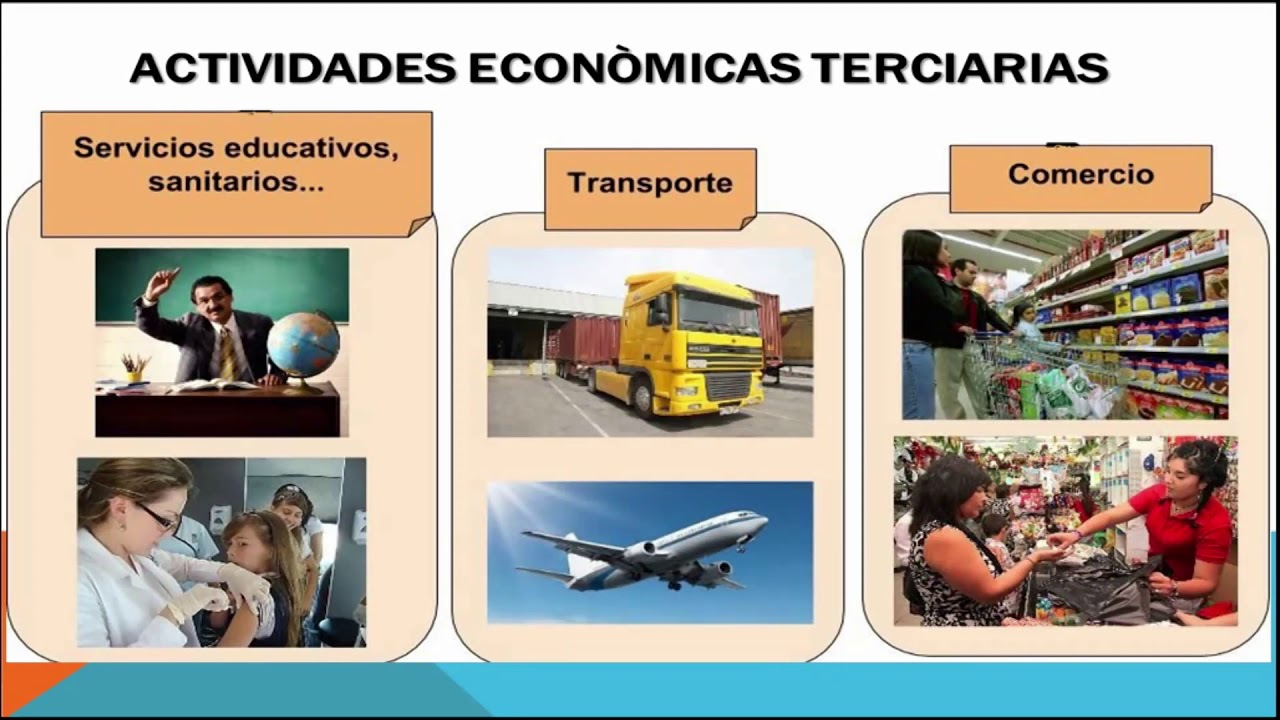 ACTIVIDADES ECONÒMICAS TERCIARIAS
Servicios educativos,
sanitarios...
Transporte
Comercio